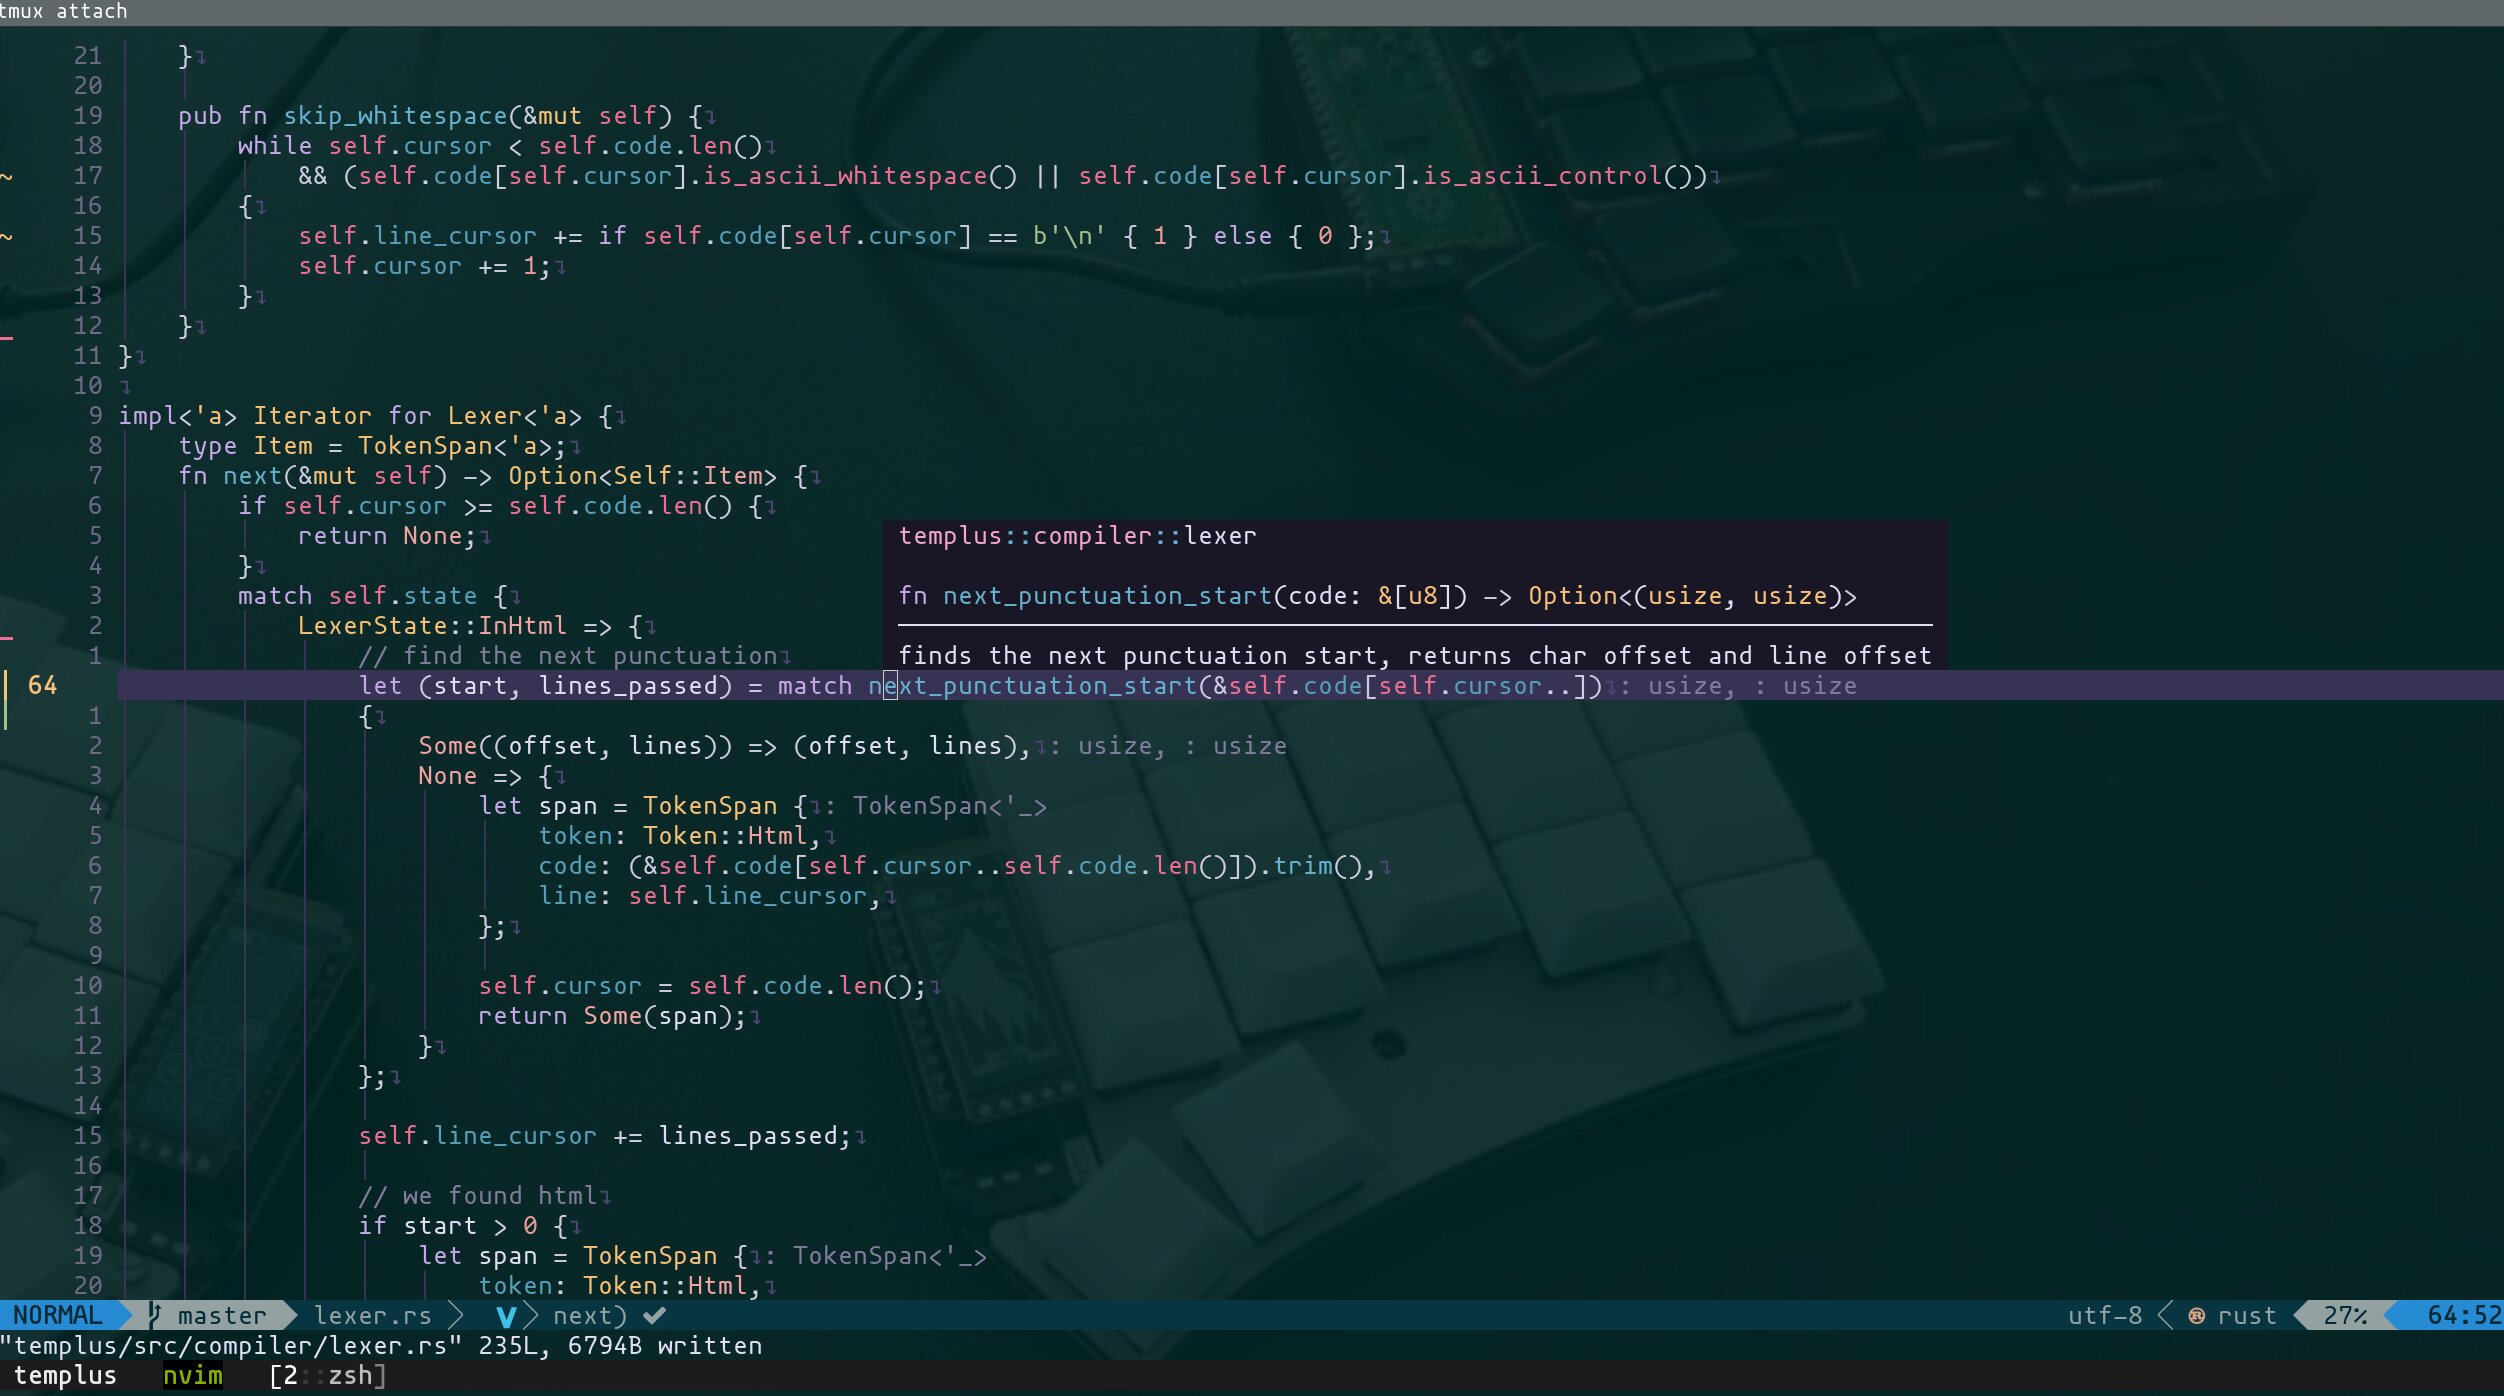 tmux attach
21 }
20
19 pub fn skip_whitespace(&mut self) {
18 while self.cursor < self.code.len()
~ 17 && (self.code[self.cursor].is_ascii_whitespace() || self.code[self.cursor].is_ascii_control())
16 {
~ 15 self.line_cursor += if self.code[self.cursor] == b'\n' { 1 } else { 0 };
14 self.cursor += 1;
13 }
12 }
11 }
10
9 impl<'a> Iterator for Lexer<'a> {
8 type Item = TokenSpan<'a>;
7 fn next(&mut self) -> Option<Self::Item> {
6 if self.cursor >= self.code.len() {
5 return None;
4 }
3 match self.state {
2 LexerState::InHtml => {
1 // find the next punctuation
templus::compiler::lexer
fn next_punctuation_start(code: &[u8]) -> Option<(usize, usize)>
finds the next punctuation start, returns char offset and line offset
64 let (start, lines_passed) = match next_punctuation_start(&self.code[self.cursor..]) : usize, : usize
1 {
2 Some((offset, lines)) => (offset, lines), : usize, : usize
3 None => {
4 let span = TokenSpan { : TokenSpan<'_>
5 token: Token::Html,
6 code: (&self.code[self.cursor..self.code.len()]).trim(),
7 line: self.line_cursor,
8 };
9
10 self.cursor = self.code.len();
11 return Some(span);
12 }
13 };
14
15 self.line_cursor += lines_passed;
16
17 // we found html
18 if start > 0 {
19 let span = TokenSpan { : TokenSpan<'_>
20 token: Token::Html,
NORMAL master lexer.rs V next) ✔ utf-8 rust 27% 64:52
"templus/src/compiler/lexer.rs" 235L, 6794B written
templus nvim [2::zsh]